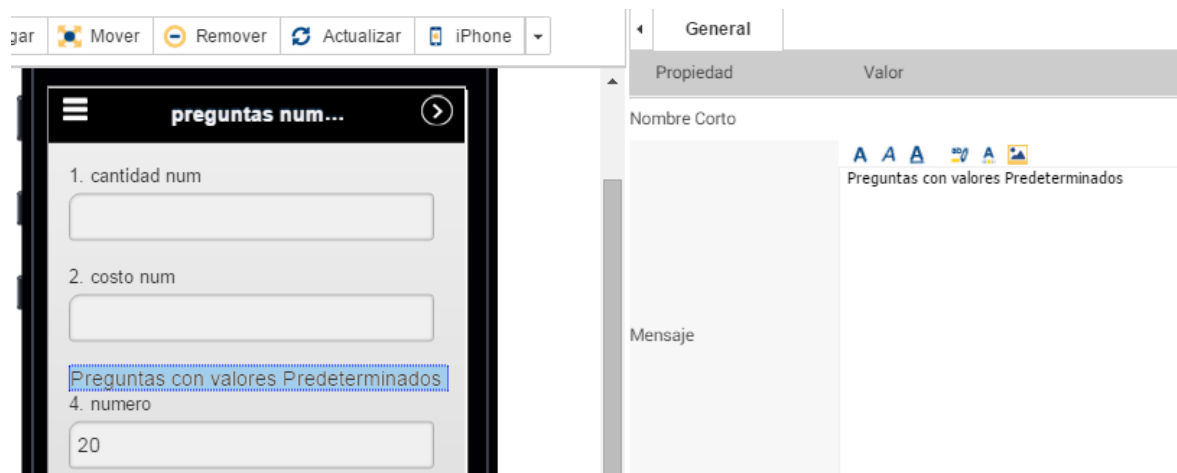 gar Mover Remover Actualizar iPhone
General
Propiedad Valor
preguntas num...
Nombre Corto
1. cantidad num
A A A ab A
Preguntas con valores Predeterminados
2. costo num
Mensaje
Preguntas con valores Predeterminados
4. numero
20